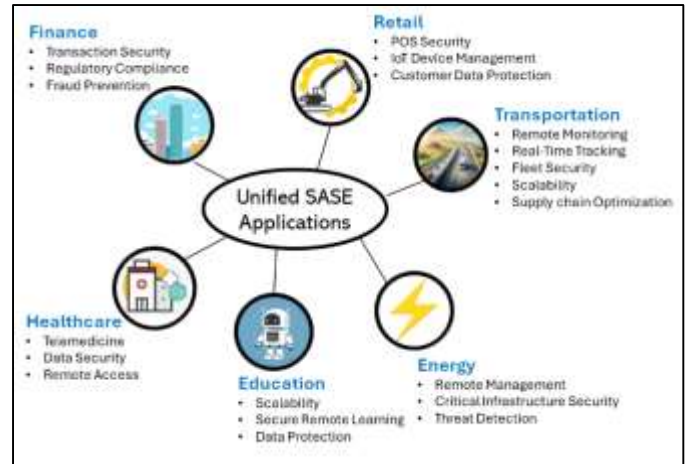 Finance
• Transaction Security
• Regulatory Compliance
• Fraud Prevention
Retail
• POS Security
• IoT Device Management
• Customer Data Protection
Transportation
• Remote Monitoring
• Real-Time Tracking
• Fleet Security
• Scalability
• Supply chain Optimization
Unified SASE
Applications
Healthcare
• Telemedicine
• Data Security
• Remote Access
Education
• Scalability
• Secure Remote Learning
• Data Protection
Energy
• Remote Management
• Critical Infrastructure Security
• Threat Detection